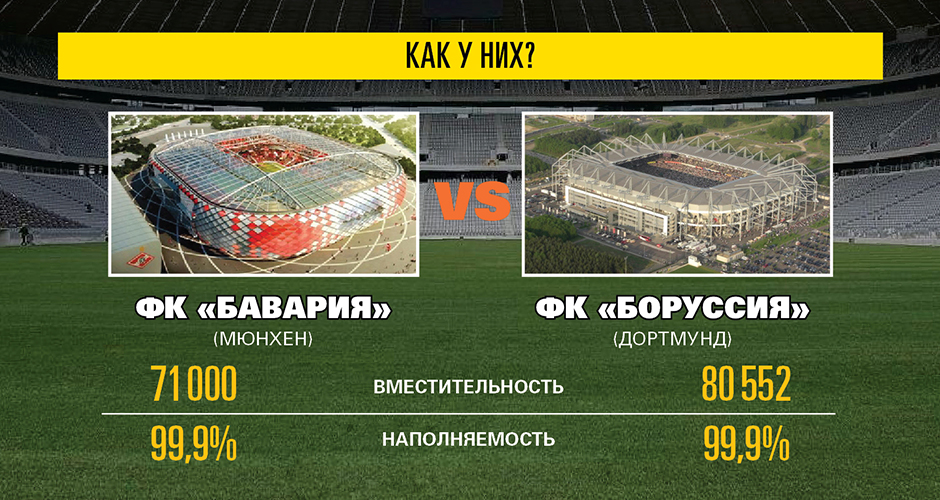 КАК У НИХ?
VS
ФК «БАВАРИЯ»
(МЮНХЕН)
ФК «БОРУССИЯ»
(ДОРТМУНД)
71 000 ВМЕСТИТЕЛЬНОСТЬ 80 552
99,9% НАПОЛНЯЕМОСТЬ 99,9%